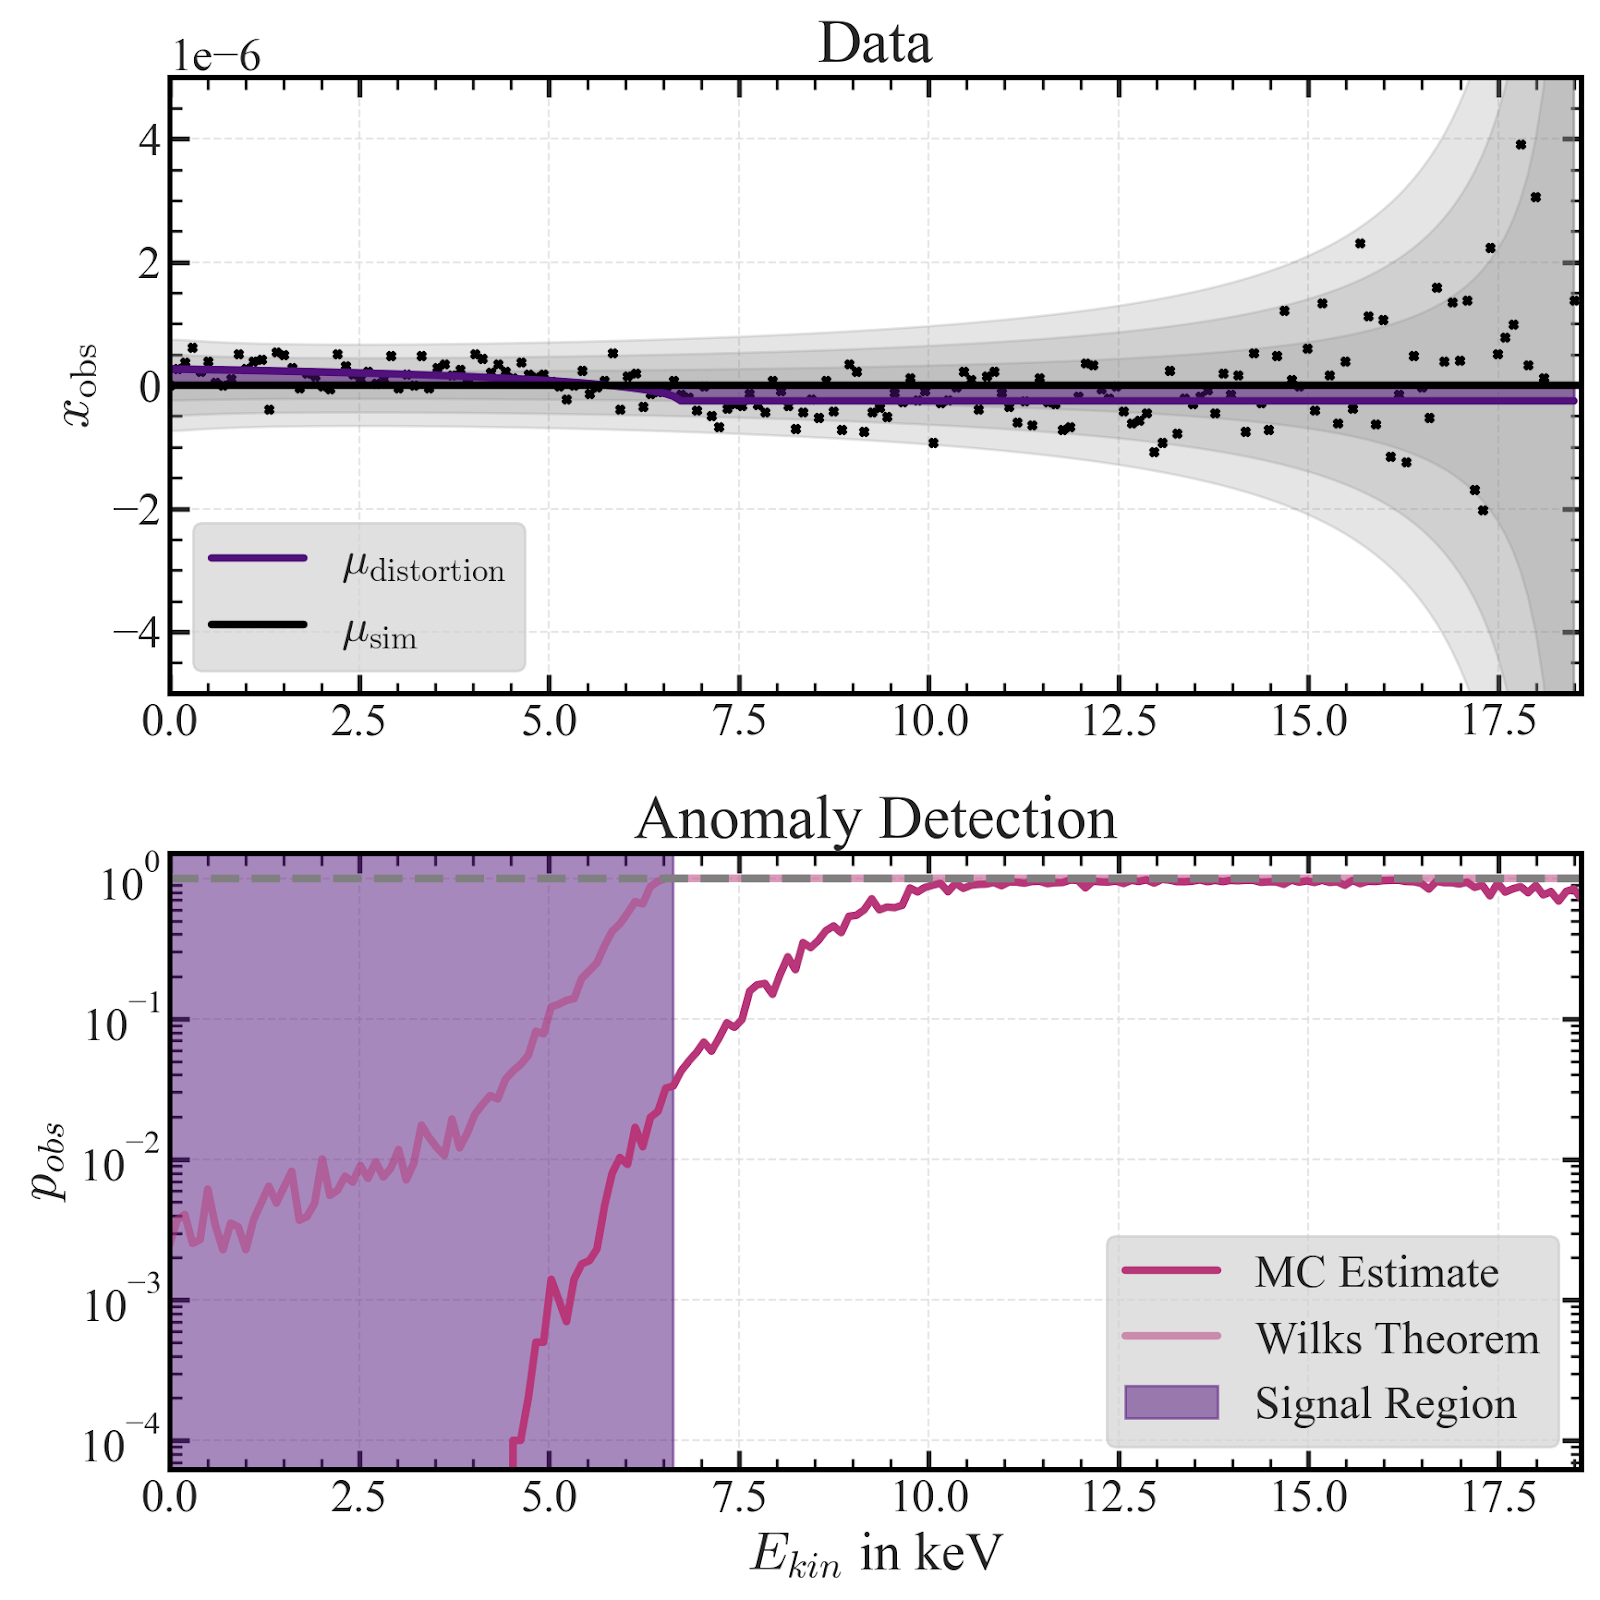 Data
1e−6
4
2
0
−2
−4
x_obs
μ_distortion
μ_sim
0.0 2.5 5.0 7.5 10.0 12.5 15.0 17.5
Anomaly Detection
10^0
10^−1
10^−2
10^−3
10^−4
p_obs
MC Estimate
Wilks Theorem
Signal Region
0.0 2.5 5.0 7.5 10.0 12.5 15.0 17.5
E_kin in keV